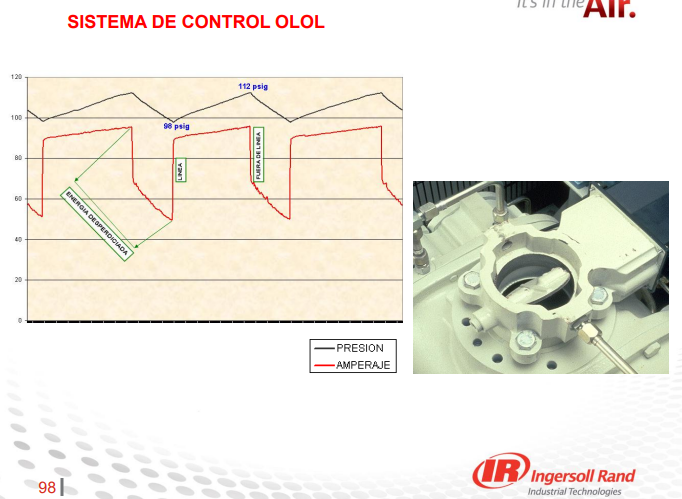 It's in the Air.
SISTEMA DE CONTROL OLOL
120
100
80
60
40
20
0
112 psig
98 psig
LINEA
FUERA DE LINEA
ENERGIA DESPERDICIADA
PRESION
AMPERAJE
98
IR Ingersoll Rand
Industrial Technologies